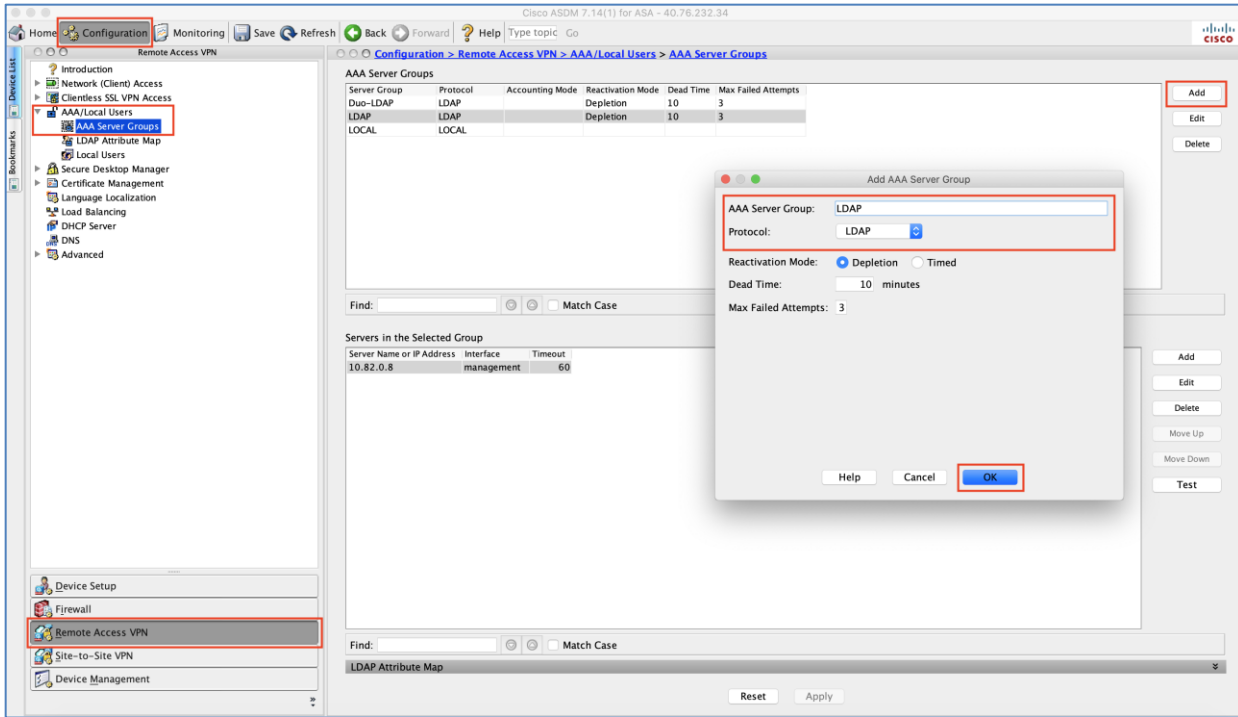 Cisco ASDM 7.14(1) for ASA - 40.76.232.34
Home Configuration Monitoring Save Refresh Back Forward Help Type topic Go
CISCO
Device List
Bookmarks
Remote Access VPN
Introduction
Network (Client) Access
Clientless SSL VPN Access
AAA/Local Users
AAA Server Groups
LDAP Attribute Map
Local Users
Secure Desktop Manager
Certificate Management
Language Localization
Load Balancing
DHCP Server
DNS
Advanced
Device Setup
Firewall
Remote Access VPN
Site-to-Site VPN
Device Management
Configuration > Remote Access VPN > AAA/Local Users > AAA Server Groups
AAA Server Groups
Server Group Protocol Accounting Mode Reactivation Mode Dead Time Max Failed Attempts
Duo-LDAP LDAP Depletion 10 3
LDAP LDAP Depletion 10 3
LOCAL LOCAL
Add
Edit
Delete
Find: Match Case
Add AAA Server Group
AAA Server Group: LDAP
Protocol: LDAP
Reactivation Mode: Depletion Timed
Dead Time: 10 minutes
Max Failed Attempts: 3
Help Cancel OK
Servers in the Selected Group
Server Name or IP Address Interface Timeout
10.82.0.8 management 60
Add
Edit
Delete
Move Up
Move Down
Test
Find: Match Case
LDAP Attribute Map
Reset Apply